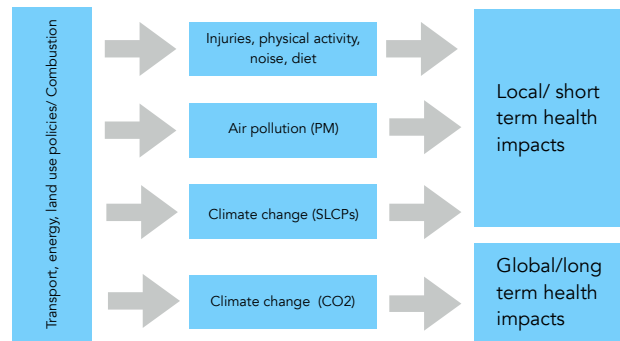 Transport, energy, land use policies/ Combustion
Injuries, physical activity,
noise, diet
Air pollution (PM)
Climate change (SLCPs)
Climate change (CO2)
Local/ short
term health
impacts
Global/long
term health
impacts